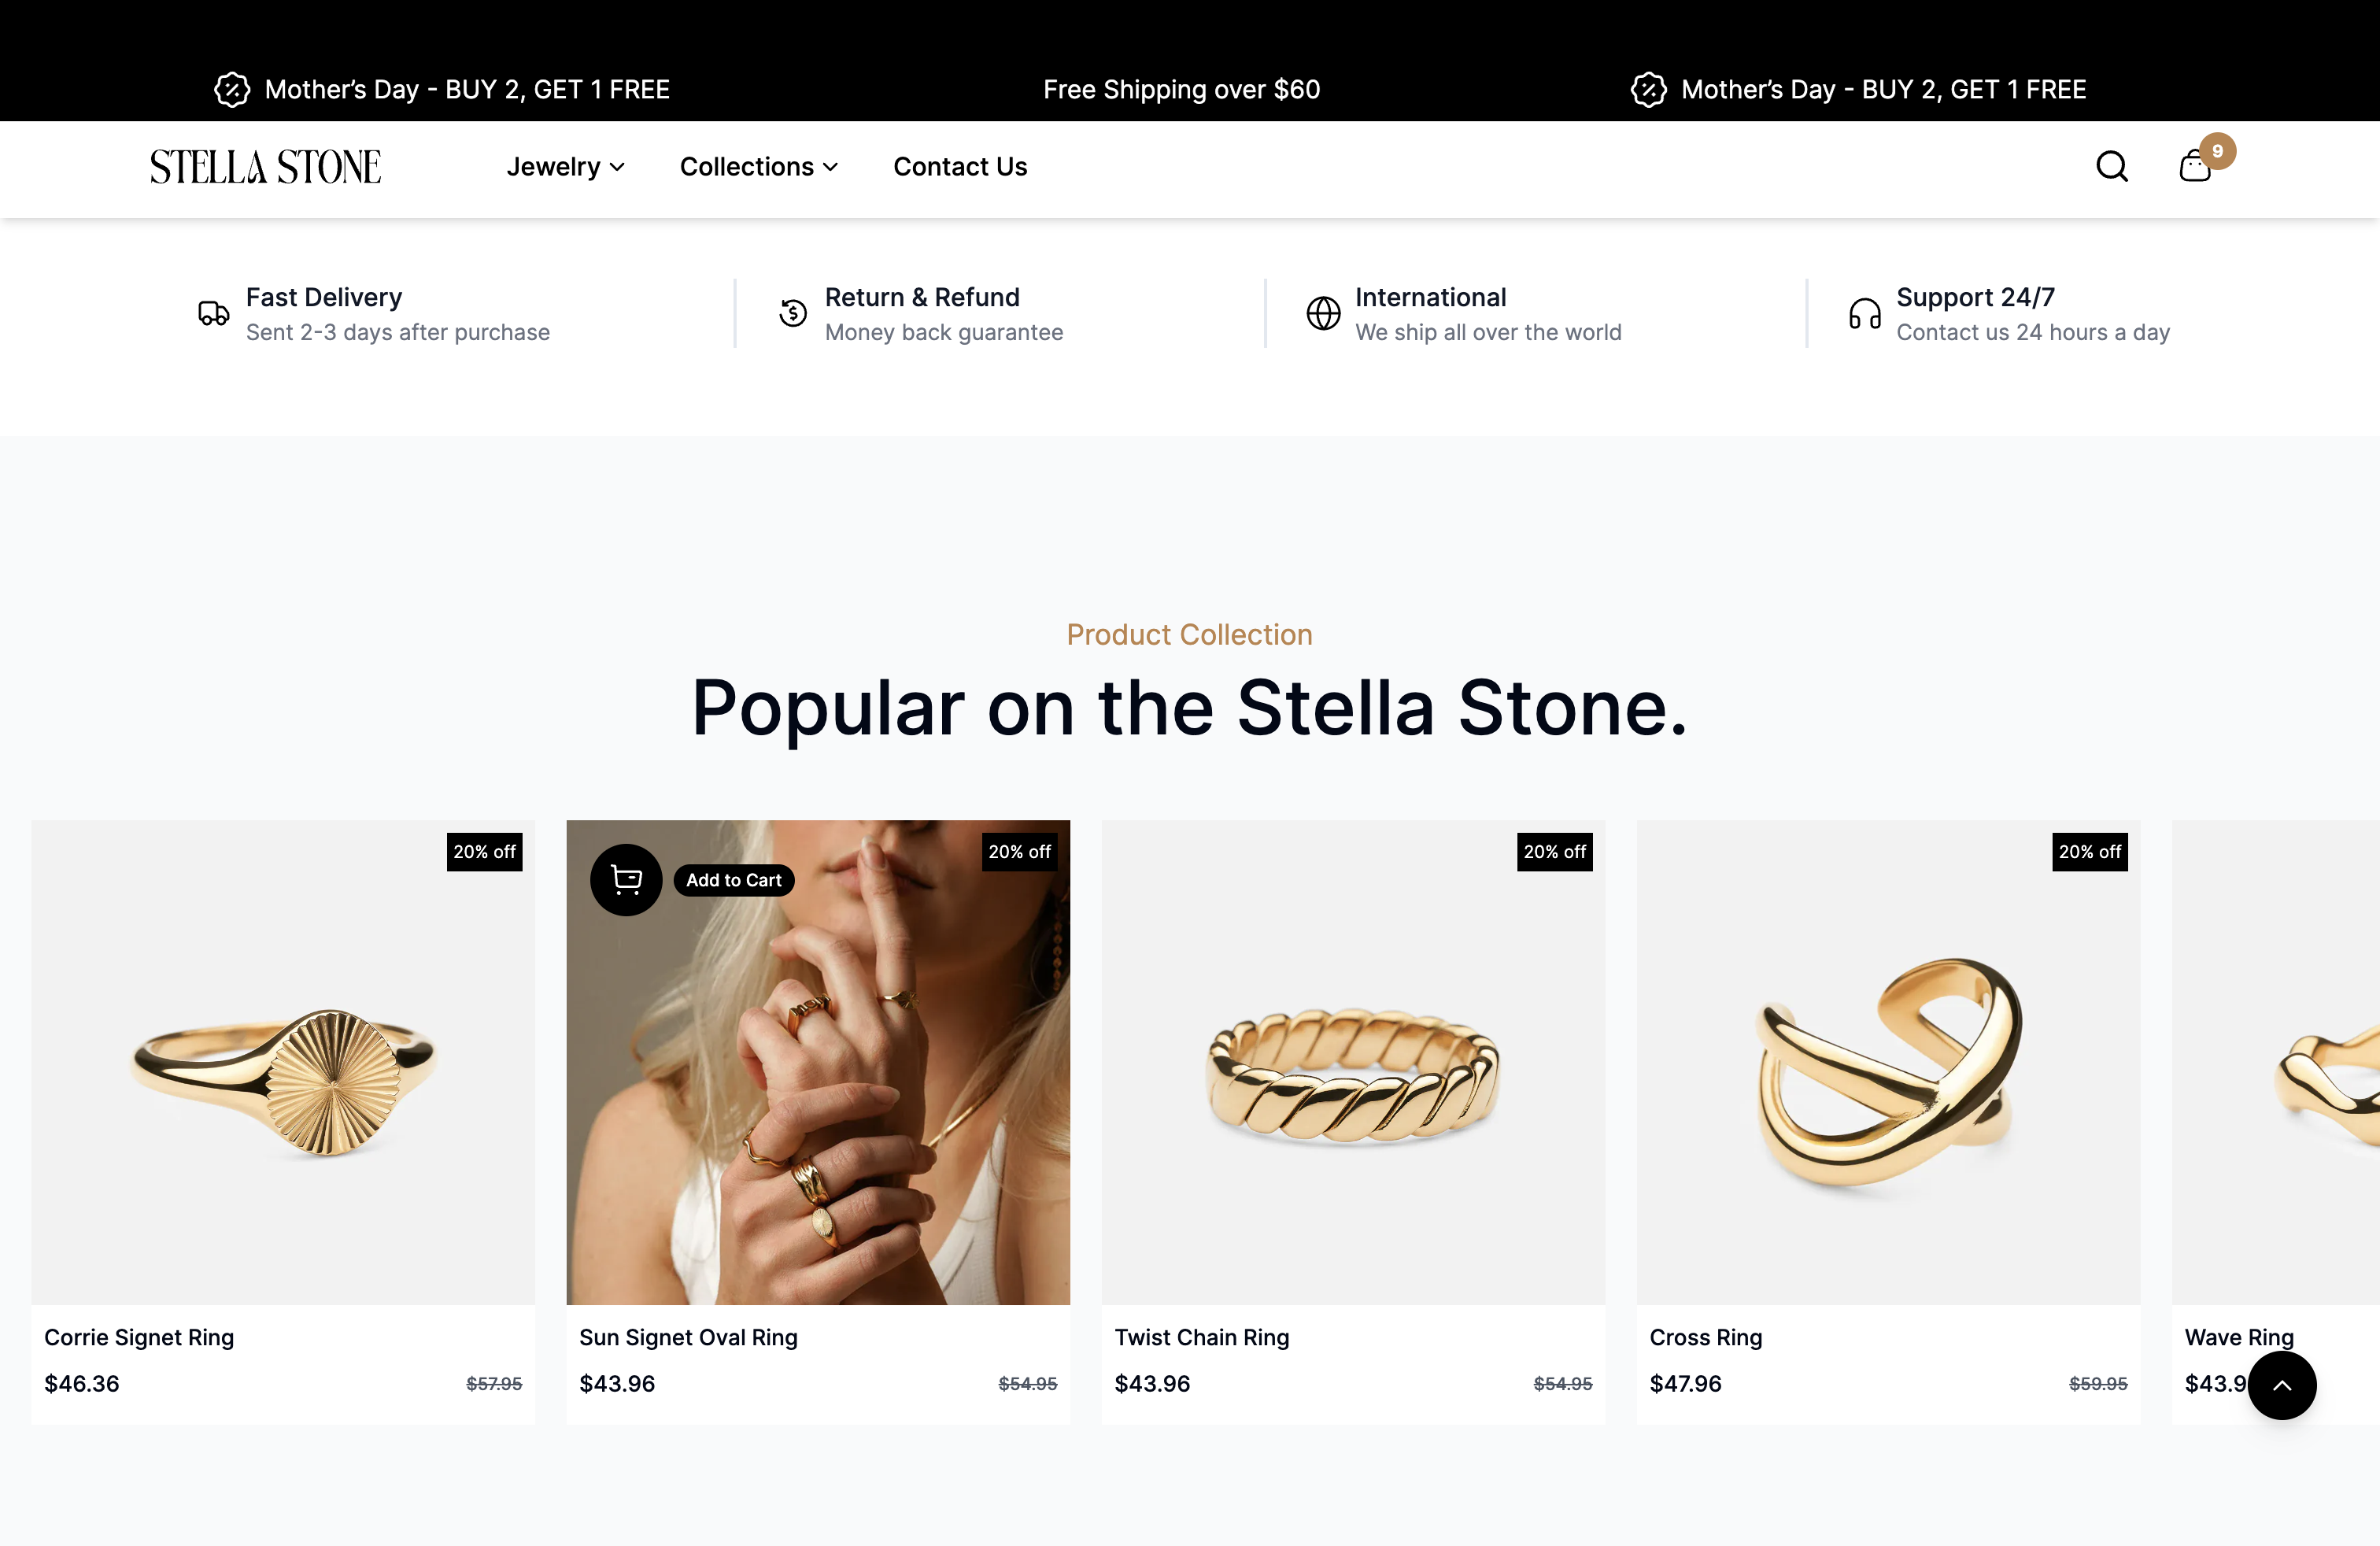 Mother’s Day - BUY 2, GET 1 FREE
Free Shipping over $60
Mother’s Day - BUY 2, GET 1 FREE
STELLA STONE
Jewelry
Collections
Contact Us
9
Fast Delivery
Sent 2-3 days after purchase
Return & Refund
Money back guarantee
International
We ship all over the world
Support 24/7
Contact us 24 hours a day
Product Collection
Popular on the Stella Stone.
20% off
Add to Cart
20% off
20% off
20% off
Corrie Signet Ring
$46.36
$57.95
Sun Signet Oval Ring
$43.96
$54.95
Twist Chain Ring
$43.96
$54.95
Cross Ring
$47.96
$59.95
Wave Ring
$43.9